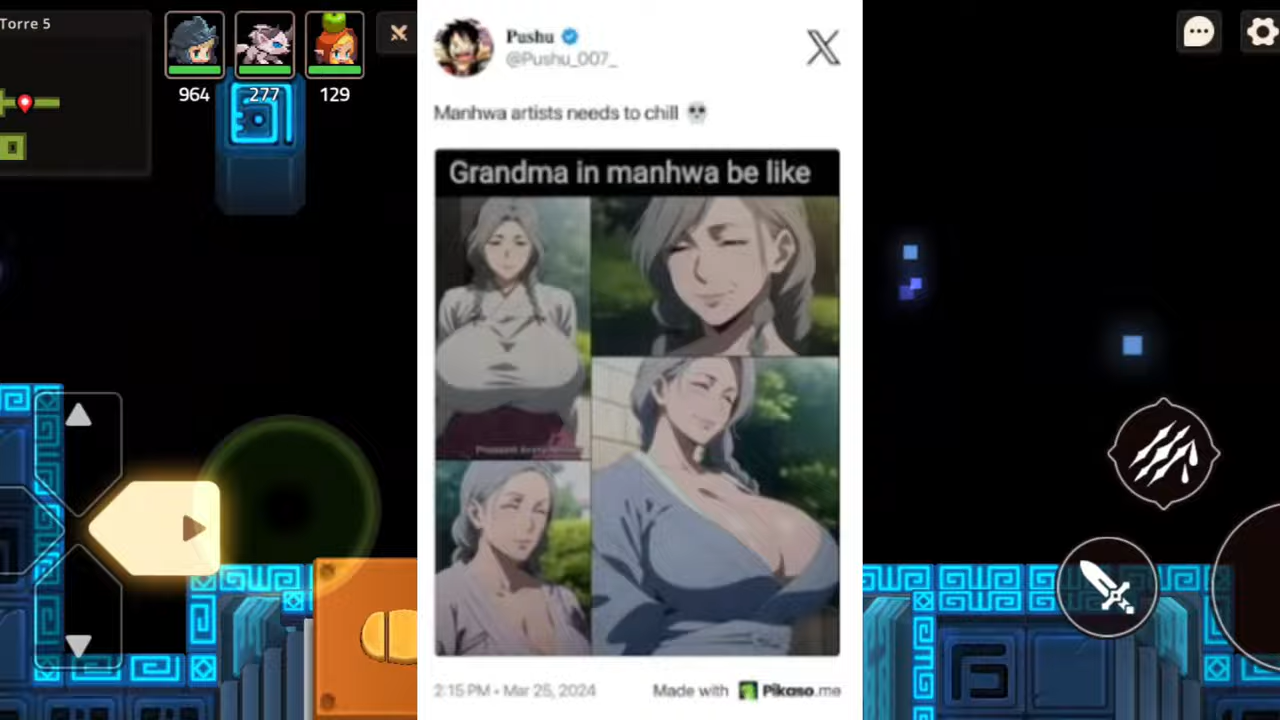 Torre 5
964
277
129
Pushu
@Pushu_007_
Manhwa artists needs to chill 💀
Grandma in manhwa be like
2:15 PM • Mar 25, 2024
Made with Pikaso.me